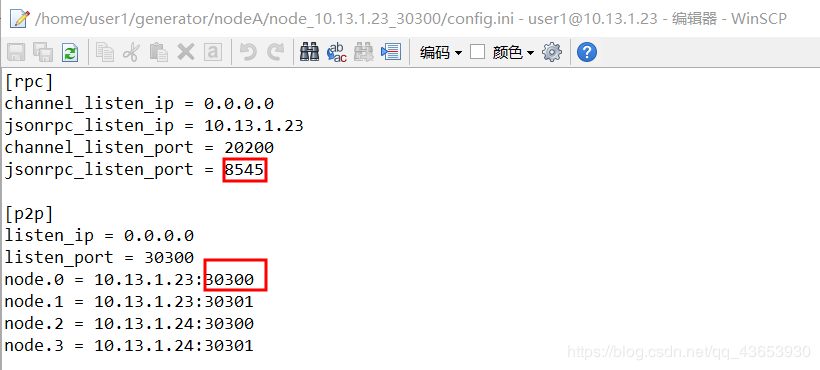 /home/user1/generator/nodeA/node_10.13.1.23_30300/config.ini - user1@10.13.1.23 - 编辑器 - WinSCP
编码 颜色
[rpc]
channel_listen_ip = 0.0.0.0
jsonrpc_listen_ip = 10.13.1.23
channel_listen_port = 20200
jsonrpc_listen_port = 8545
[p2p]
listen_ip = 0.0.0.0
listen_port = 30300
node.0 = 10.13.1.23:30300
node.1 = 10.13.1.23:30301
node.2 = 10.13.1.24:30300
node.3 = 10.13.1.24:30301
https://blog.csdn.net/qq_43653930